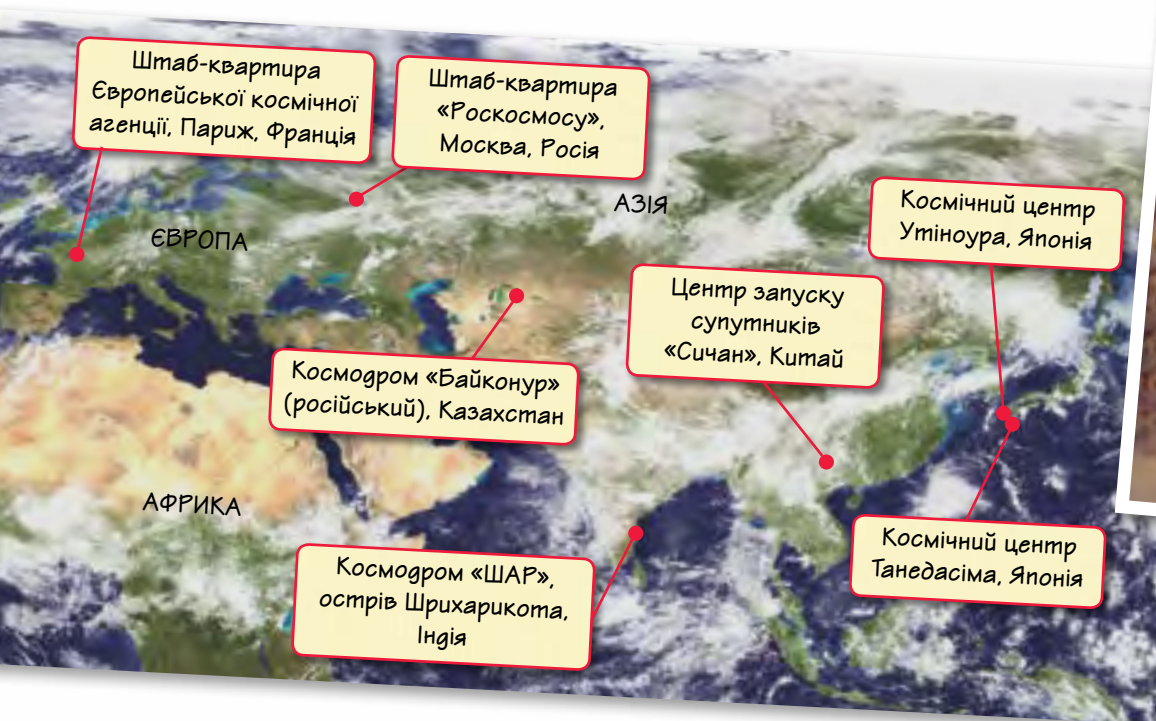 Штаб-квартира
Європейської космічної
агенції, Париж, Франція
Штаб-квартира
«Роскосмосу»,
Москва, Росія
АЗІЯ
Космічний центр
Утіноура, Японія
ЄВРОПА
Центр запуску
супутників
«Сичан», Китай
Космодром «Байконур»
(російський), Казахстан
АФРИКА
Космодром «ШАР»,
острів Шрихарикота,
Індія
Космічний центр
Танедасіма, Японія